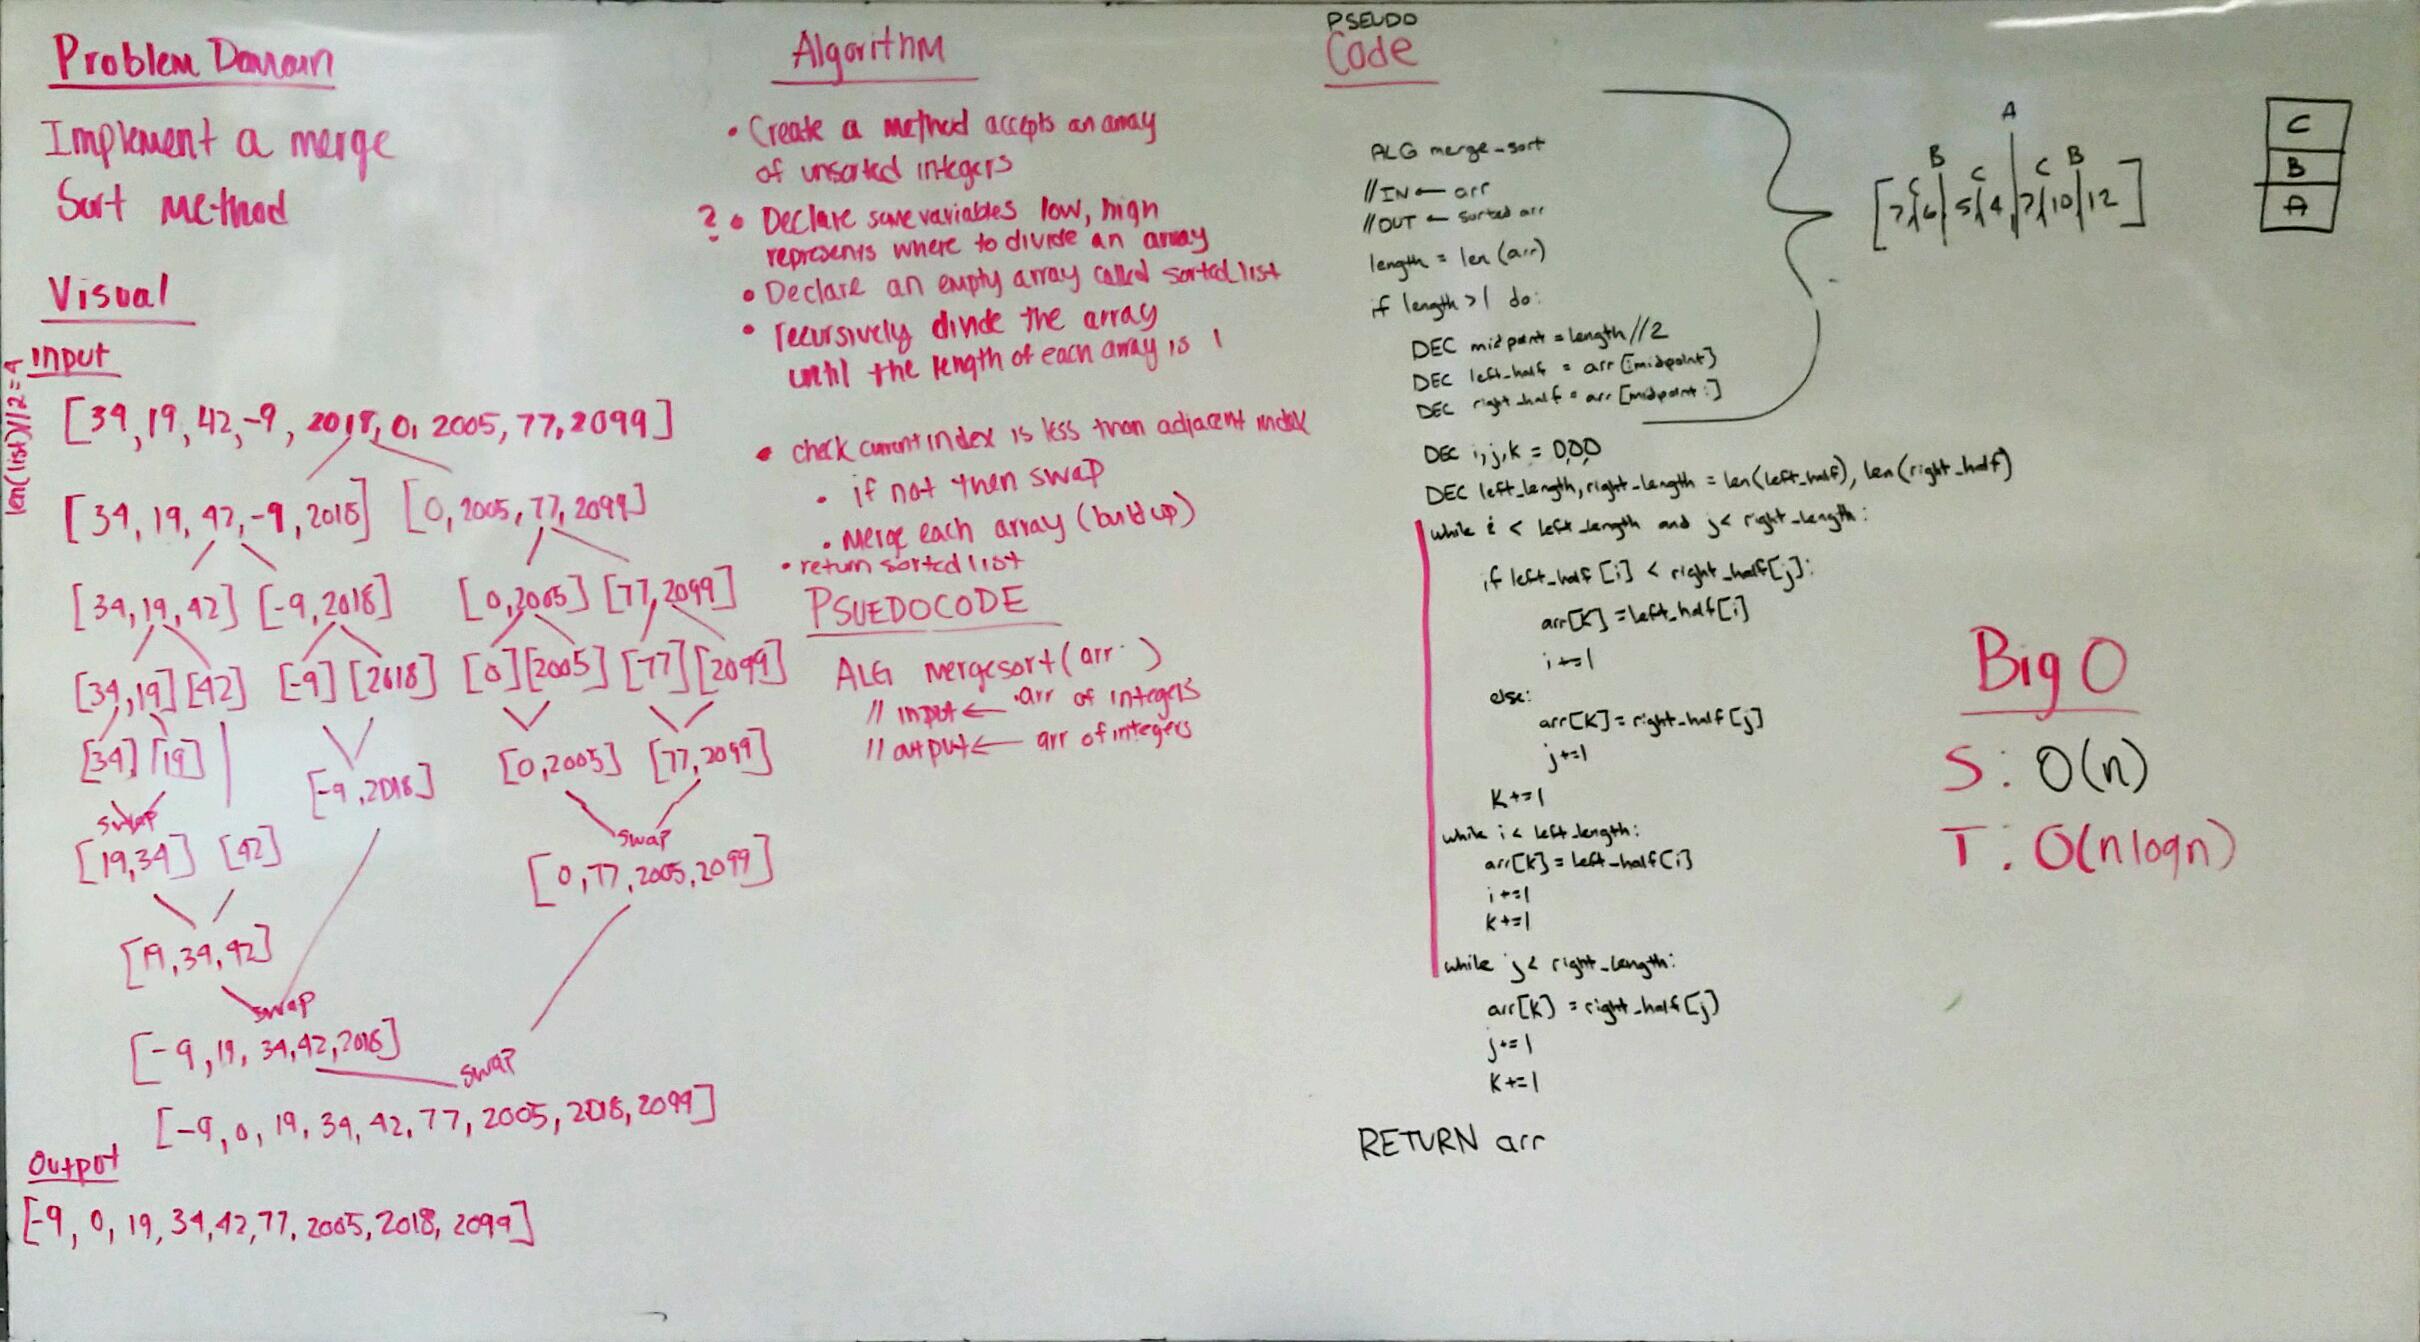 Problem Domain
Implement a merge
Sort Method
Visual
Input
len(list)//2=4
[34,19,42,-9, 2018, 0, 2005, 77, 2099]
[34, 19, 42, -9, 2018] [0, 2005, 77, 2099]
[34, 19, 42] [-9, 2018] [0, 2005] [77, 2099]
[34, 19] [42] [-9] [2018] [0] [2005] [77] [2099]
[34] [19] [-9, 2018] [0, 2005] [77, 2099]
swap
[19,34] [42]
swap
[0,77,2005,2099]
[19,34,42]
swap
[-9,19,34,42,2018]
swap
[-9, 0, 19, 34, 42, 77, 2005, 2018, 2099]
Output
[-9, 0, 19, 34, 42, 77, 2005, 2018, 2099]
Algorithm
• Create a method accepts an array
of unsorted integers
? • Declare some variables low, high
represents where to divide an array
• Declare an empty array called sorted list
• recursively divide the array
until the length of each array is 1
• check current index is less than adjacent index
• if not then swap
• Merge each array (build up)
• return sorted list
PSUEDOCODE
ALG mergesort(arr )
// input ← arr of integers
// output ← arr of integers
PSEUDO
Code
ALG merge_sort
// IN ← arr
// OUT ← sorted arr
length = len (arr)
if length > 1 do:
DEC midpoint = length //2
DEC left_half = arr [:midpoint]
DEC right_half = arr [midpoint:]
DEC i,j,k = 0,0,0
DEC left_length, right_length = len(left_half), len(right_half)
while i < left_length and j < right_length:
if left_half [i] < right_half[j]:
arr[k] = left_half[i]
i+=1
else:
arr[k] = right_half [j]
j+=1
k+=1
while i < left_length:
arr[k] = left_half[i]
i+=1
k+=1
while j < right_length:
arr[k] = right_half[j]
j+=1
k+=1
RETURN arr
A
B C C B
C
[7,6, 5,4, 7,10, 12]
C
B
A
Big O
S: O(n)
T: O(n log n)